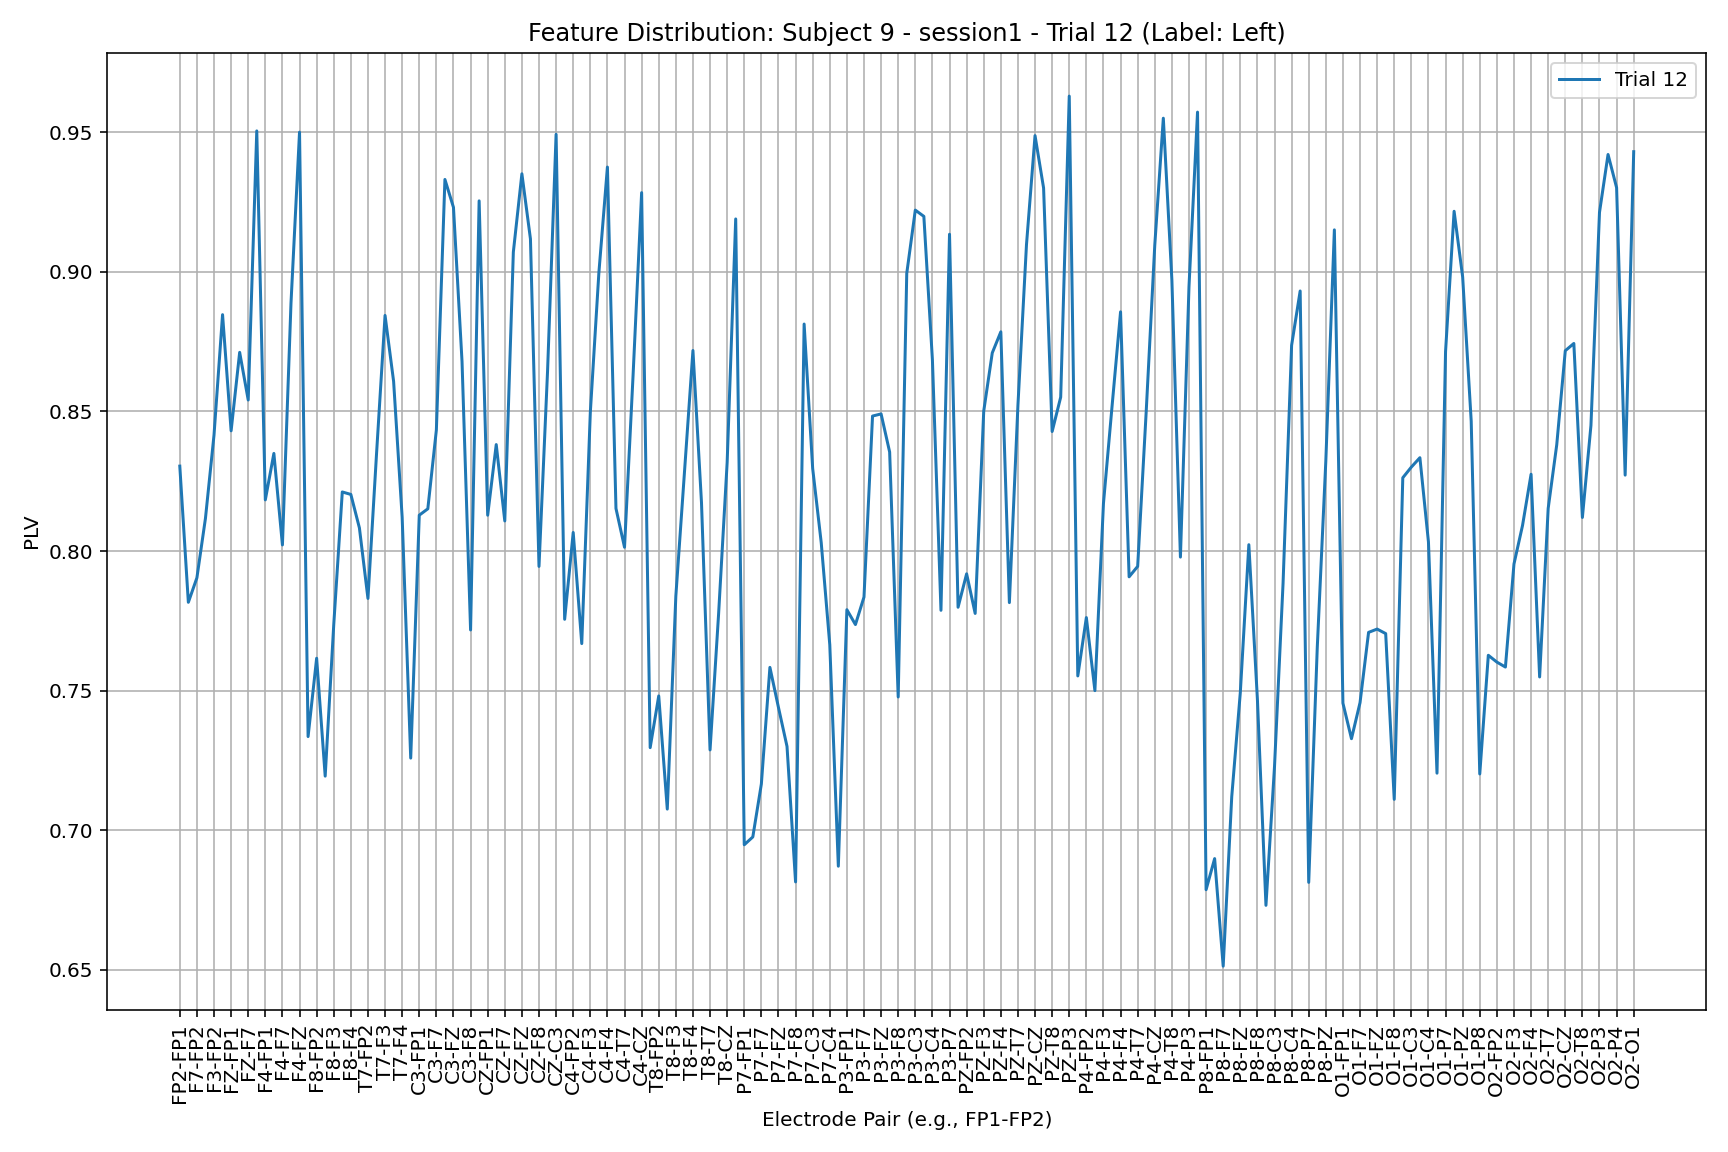 Feature Distribution: Subject 9 - session1 - Trial 12 (Label: Left)
Trial 12
PLV
0.95
0.90
0.85
0.80
0.75
0.70
0.65
FP2-FP1
F7-FP2
F3-FP2
FZ-FP1
FZ-F7
F4-FP1
F4-F7
F4-FZ
F8-FP2
F8-F3
F8-F4
T7-FP2
T7-F3
T7-F4
C3-FP1
C3-F7
C3-FZ
C3-F8
CZ-FP1
CZ-F7
CZ-FZ
CZ-F8
CZ-C3
C4-FP2
C4-F3
C4-F4
C4-T7
C4-CZ
T8-FP2
T8-F3
T8-F4
T8-T7
T8-CZ
P7-FP1
P7-F7
P7-FZ
P7-F8
P7-C3
P7-C4
P3-FP1
P3-F7
P3-FZ
P3-F8
P3-C3
P3-C4
P3-P7
PZ-FP2
PZ-F3
PZ-F4
PZ-T7
PZ-CZ
PZ-T8
PZ-P3
P4-FP2
P4-F3
P4-F4
P4-T7
P4-CZ
P4-T8
P4-P3
P8-FP1
P8-F7
P8-FZ
P8-F8
P8-C3
P8-C4
P8-P7
P8-PZ
O1-FP1
O1-F7
O1-FZ
O1-F8
O1-C3
O1-C4
O1-P7
O1-PZ
O1-P8
O2-FP2
O2-F3
O2-F4
O2-T7
O2-CZ
O2-T8
O2-P3
O2-P4
O2-O1
Electrode Pair (e.g., FP1-FP2)